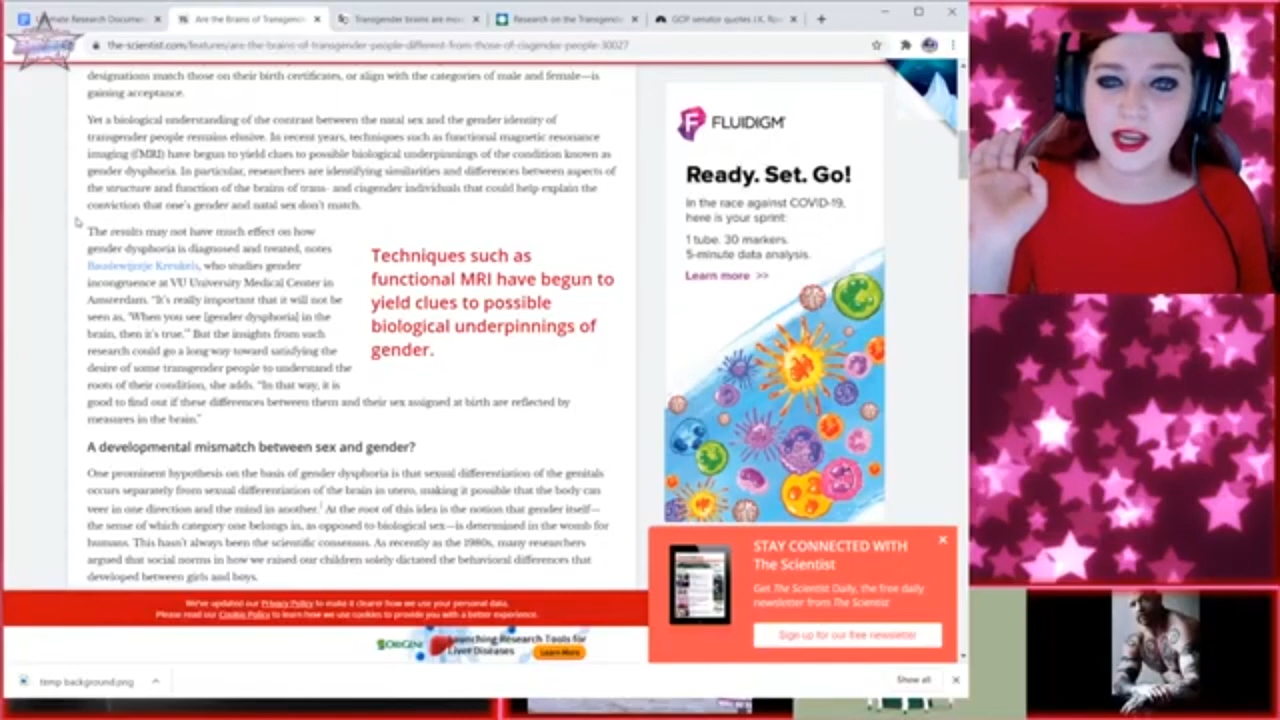 Ultimate Research Document
Are the Brains of Transgende
Transgender brains are mor
Research on the Transgende
GOP senator quotes J.K. Row
the-scientist.com/features/are-the-brains-of-transgender-people-different-from-those-of-cisgender-people-30027
designations match those on their birth certificates, or align with the categories of male and female—is
gaining acceptance.
Yet a biological understanding of the contrast between the natal sex and the gender identity of
transgender people remains elusive. In recent years, techniques such as functional magnetic resonance
imaging (fMRI) have begun to yield clues to possible biological underpinnings of the condition known as
gender dysphoria. In particular, researchers are identifying similarities and differences between aspects of
the structure and function of the brains of trans- and cisgender individuals that could help explain the
conviction that one's gender and natal sex don't match.
The results may not have much effect on how
gender dysphoria is diagnosed and treated, notes
Baudewijntje Kreukels, who studies gender
incongruence at VU University Medical Center in
Amsterdam. "It's really important that it will not be
seen as, 'When you see [gender dysphoria] in the
brain, then it's true.'" But the insights from such
research could go a long way toward satisfying the
desire of some transgender people to understand the
roots of their condition, she adds. "In that way, it is
good to find out if these differences between them and their sex assigned at birth are reflected by
measures in the brain."
Techniques such as
functional MRI have begun to
yield clues to possible
biological underpinnings of
gender.
A developmental mismatch between sex and gender?
One prominent hypothesis on the basis of gender dysphoria is that sexual differentiation of the genitals
occurs separately from sexual differentiation of the brain in utero, making it possible that the body can
veer in one direction and the mind in another.1 At the root of this idea is the notion that gender itself—
the sense of which category one belongs in, as opposed to biological sex—is determined in the womb for
humans. This hasn't always been the scientific consensus. As recently as the 1980s, many researchers
argued that social norms in how we raised our children solely dictated the behavioral differences that
developed between girls and boys.
FLUIDIGM
Ready. Set. Go!
In the race against COVID-19,
here is your sprint:
1 tube. 30 markers.
5-minute data analysis.
Learn more >>
STAY CONNECTED WITH
The Scientist
Get The Scientist Daily, the free daily
newsletter from The Scientist
Sign up for our free newsletter
We've updated our Privacy Policy to make it clearer how we use your personal data.
Please read our Cookie Policy to learn how we use cookies to provide you with a better experience.
ORIGENE
Launching Research Tools for
Liver Diseases
Learn More
temp background.png
Show all